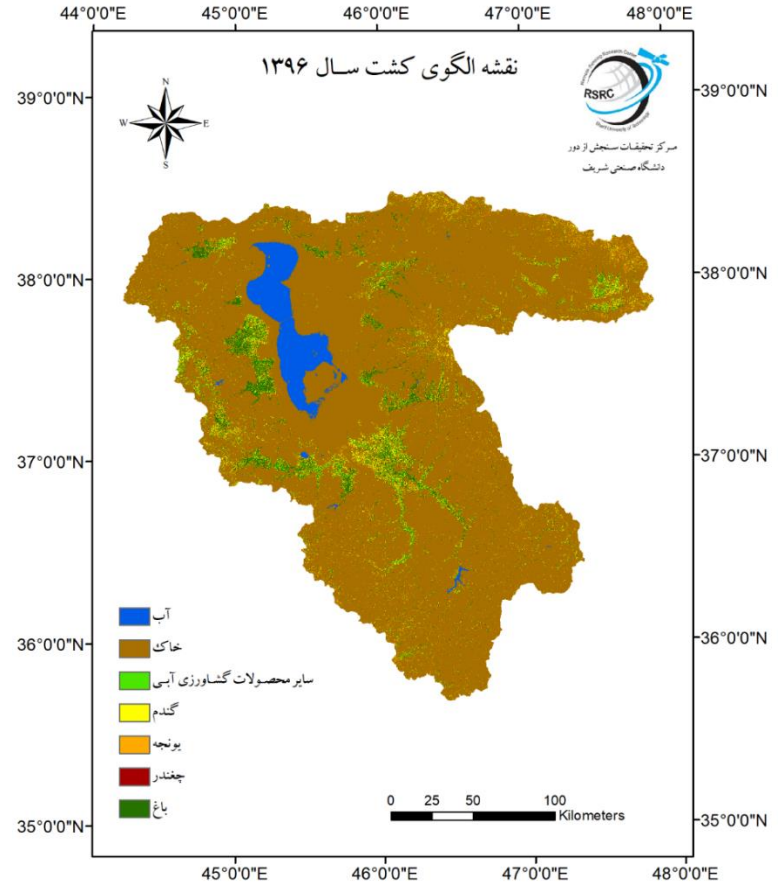 44°0'0"E 45°0'0"E 46°0'0"E 47°0'0"E 48°0'0"E
نقشه الگوی کشت سال ۱۳۹۶
RSRC
مرکز تحقیقات سنجش از دور
دانشگاه صنعتی شریف
N
W E
S
39°0'0"N 39°0'0"N
38°0'0"N 38°0'0"N
37°0'0"N 37°0'0"N
36°0'0"N 36°0'0"N
35°0'0"N 35°0'0"N
آب
خاک
سایر محصولات گشاورزی آبی
گندم
یونجه
چغندر
باغ
0 25 50 100
Kilometers
45°0'0"E 46°0'0"E 47°0'0"E 48°0'0"E